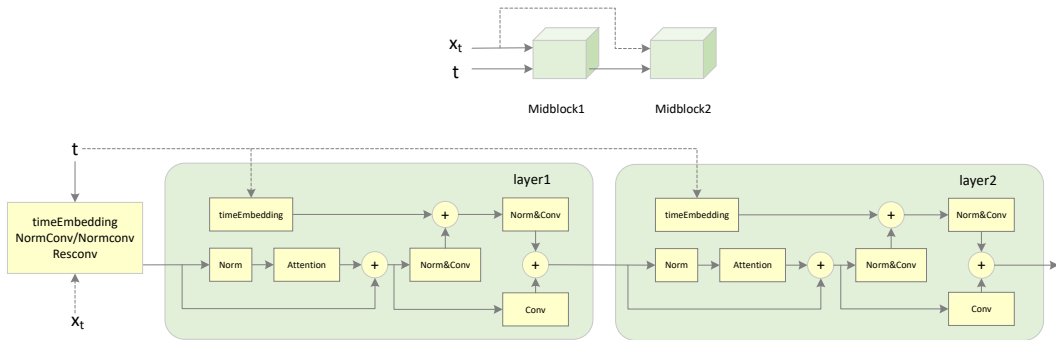 xt
t
Midblock1
Midblock2
t
layer1
layer2
timeEmbedding
NormConv/Normconv
Resconv
timeEmbedding
+
Norm&Conv
Norm
Attention
+
Norm&Conv
+
Conv
timeEmbedding
+
Norm&Conv
Norm
Attention
+
Norm&Conv
+
Conv
xt